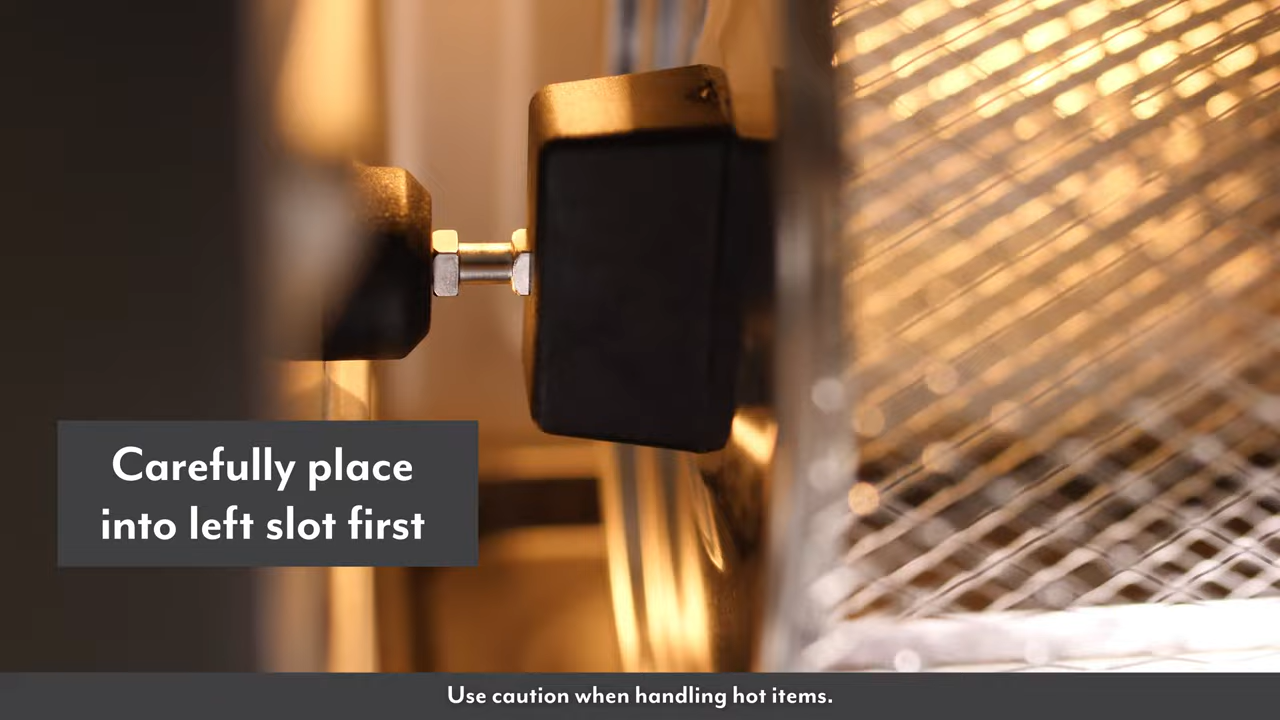 Carefully place
into left slot first
Use caution when handling hot items.